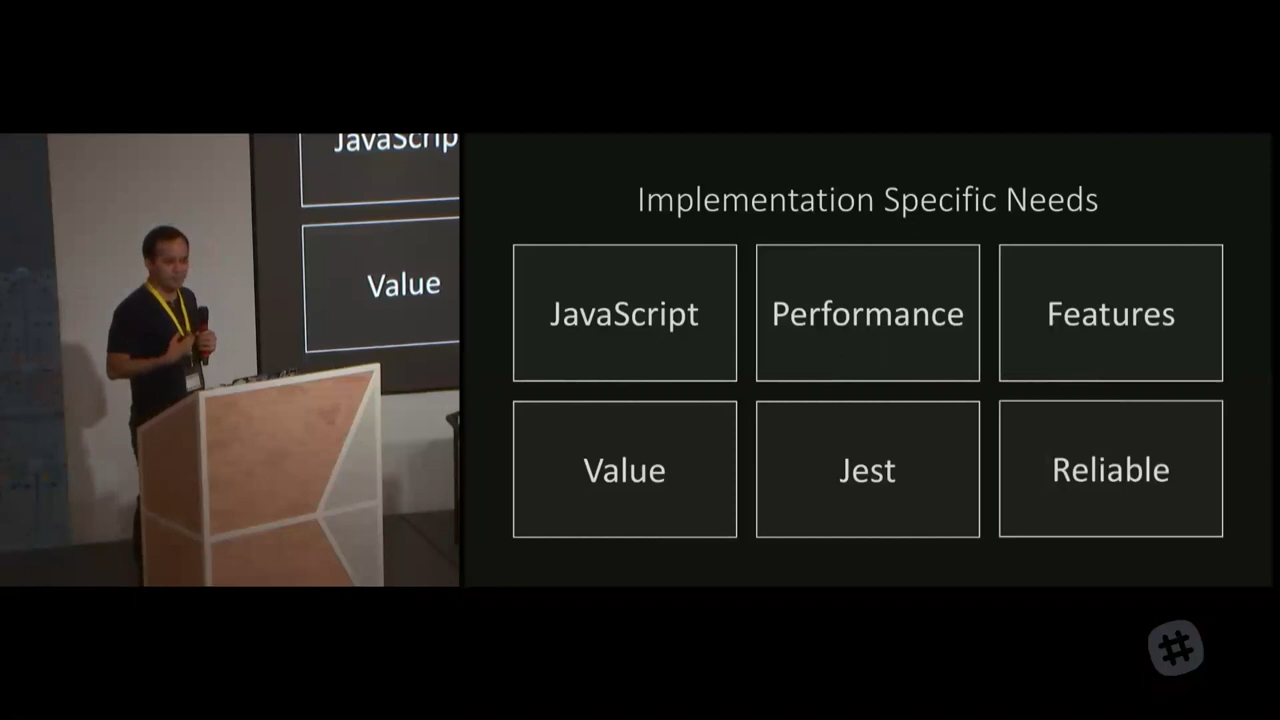 JavaScrip
Value
Implementation Specific Needs
JavaScript
Performance
Features
Value
Jest
Reliable